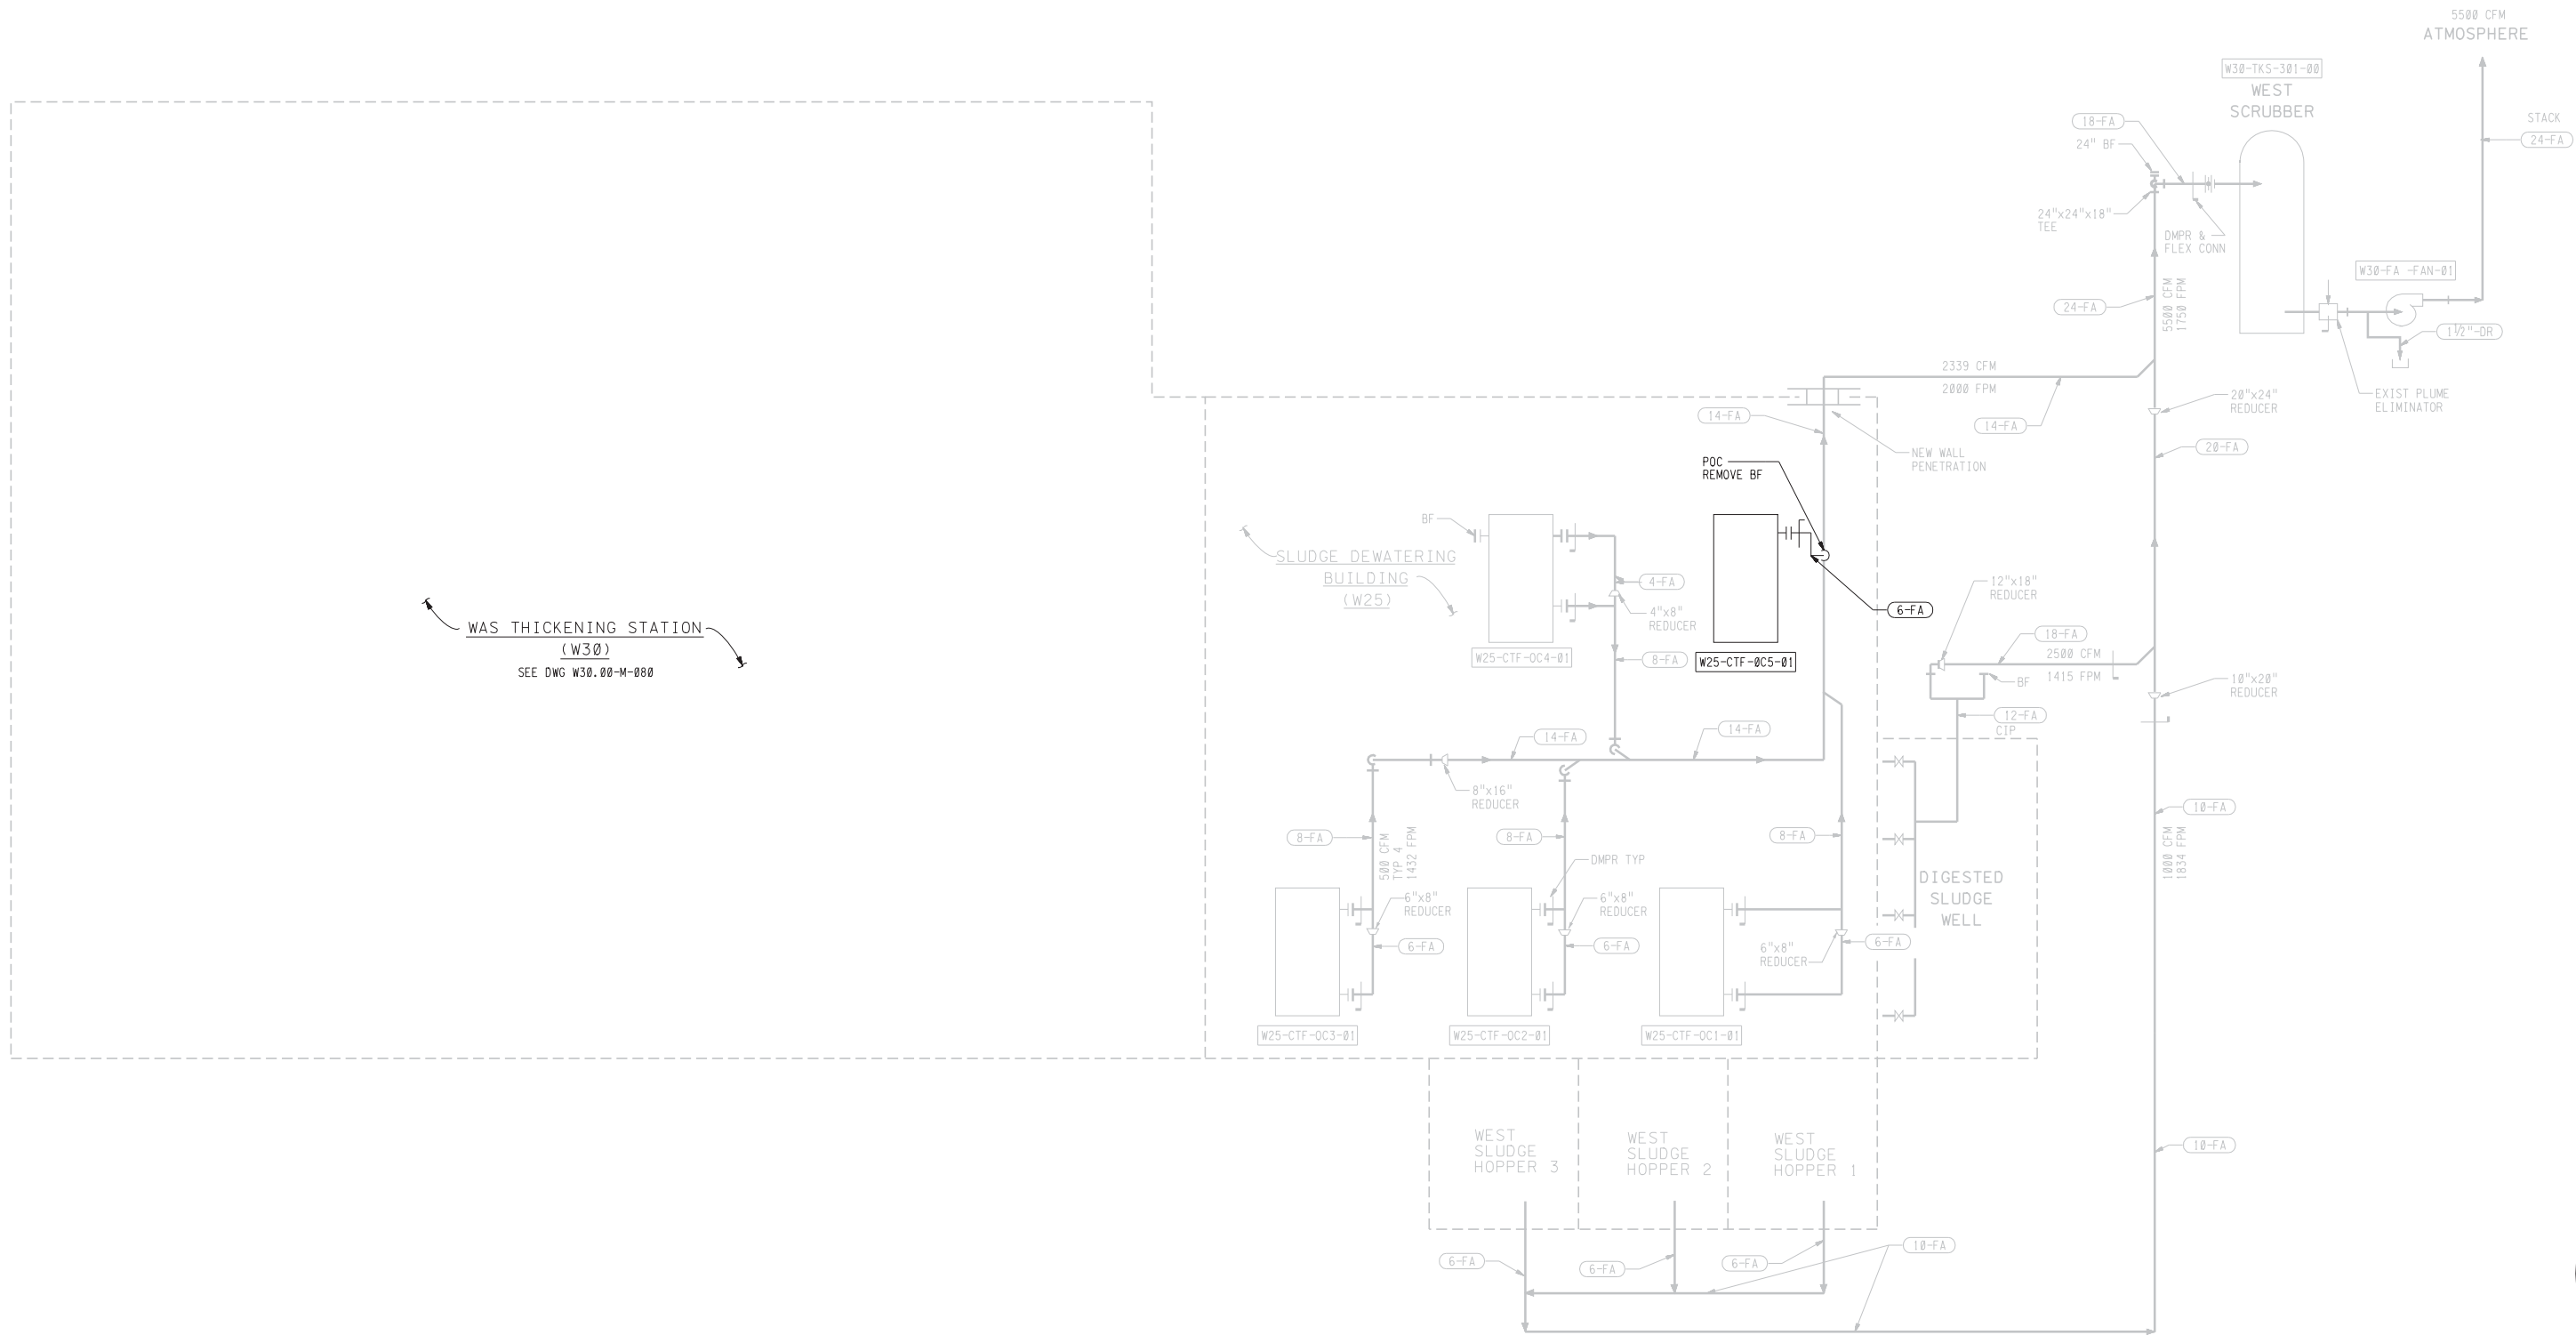 5500 CFM
ATMOSPHERE
W30-TKS-301-00
WEST
SCRUBBER
STACK
24-FA
18-FA
24" BF
24"x24"x18"
TEE
DMPR &
FLEX CONN
W30-FA -FAN-01
1½"-DR
EXIST PLUME
ELIMINATOR
24-FA
5500 CFM
1750 FPM
2339 CFM
2000 FPM
14-FA
14-FA
NEW WALL
PENETRATION
20"x24"
REDUCER
20-FA
POC
REMOVE BF
BF
SLUDGE DEWATERING
BUILDING
(W25)
4-FA
4"x8"
REDUCER
8-FA
W25-CTF-OC4-01
W25-CTF-OC5-01
6-FA
WAS THICKENING STATION
(W30)
SEE DWG W30.00-M-080
12"x18"
REDUCER
18-FA
2500 CFM
1415 FPM
BF
12-FA
CIP
10"x20"
REDUCER
14-FA
14-FA
8"x16"
REDUCER
8-FA
500 CFM
TYP 4
1432 FPM
8-FA
DMPR TYP
8-FA
10-FA
1000 CFM
1834 FPM
6"x8"
REDUCER
6-FA
6"x8"
REDUCER
6-FA
6"x8"
REDUCER
6-FA
DIGESTED
SLUDGE
WELL
W25-CTF-OC3-01
W25-CTF-OC2-01
W25-CTF-OC1-01
WEST
SLUDGE
HOPPER 3
WEST
SLUDGE
HOPPER 2
WEST
SLUDGE
HOPPER 1
10-FA
6-FA
6-FA
6-FA
10-FA